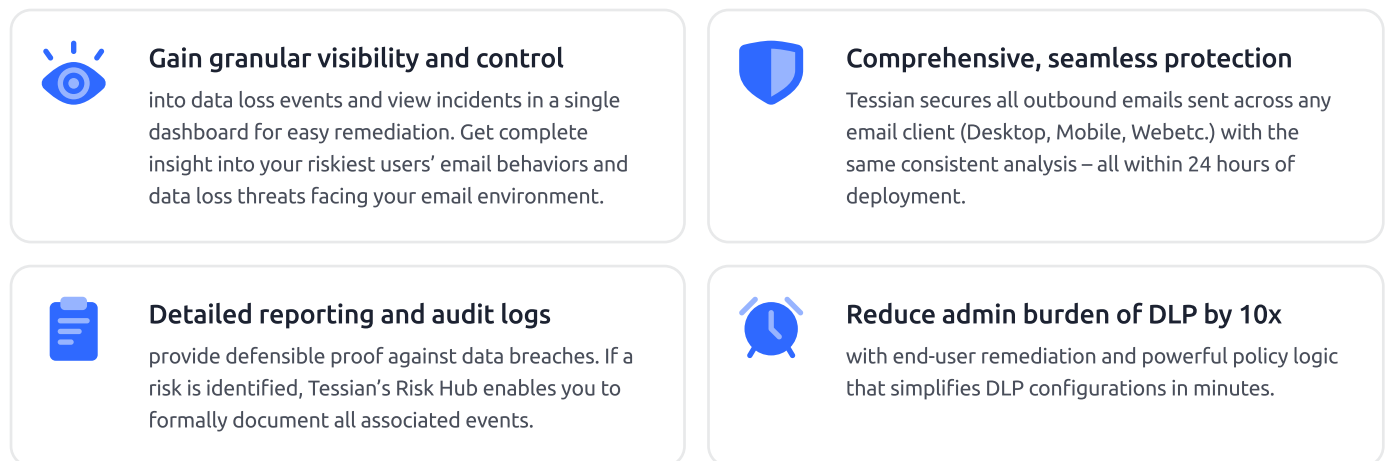 Gain granular visibility and control
into data loss events and view incidents in a single
dashboard for easy remediation. Get complete
insight into your riskiest users’ email behaviors and
data loss threats facing your email environment.
Comprehensive, seamless protection
Tessian secures all outbound emails sent across any
email client (Desktop, Mobile, Webetc.) with the
same consistent analysis – all within 24 hours of
deployment.
Detailed reporting and audit logs
provide defensible proof against data breaches. If a
risk is identified, Tessian’s Risk Hub enables you to
formally document all associated events.
Reduce admin burden of DLP by 10x
with end-user remediation and powerful policy logic
that simplifies DLP configurations in minutes.